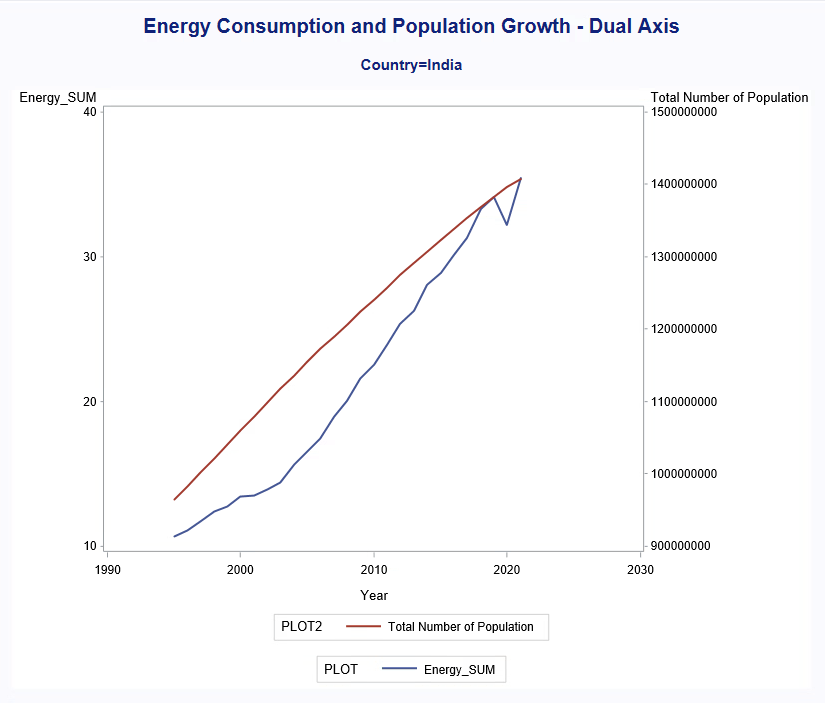 Energy Consumption and Population Growth - Dual Axis
Country=India
Energy_SUM
Total Number of Population
40
1500000000
1400000000
30
1300000000
1200000000
20
1100000000
1000000000
10
900000000
1990
2000
2010
2020
2030
Year
PLOT2 Total Number of Population
PLOT Energy_SUM